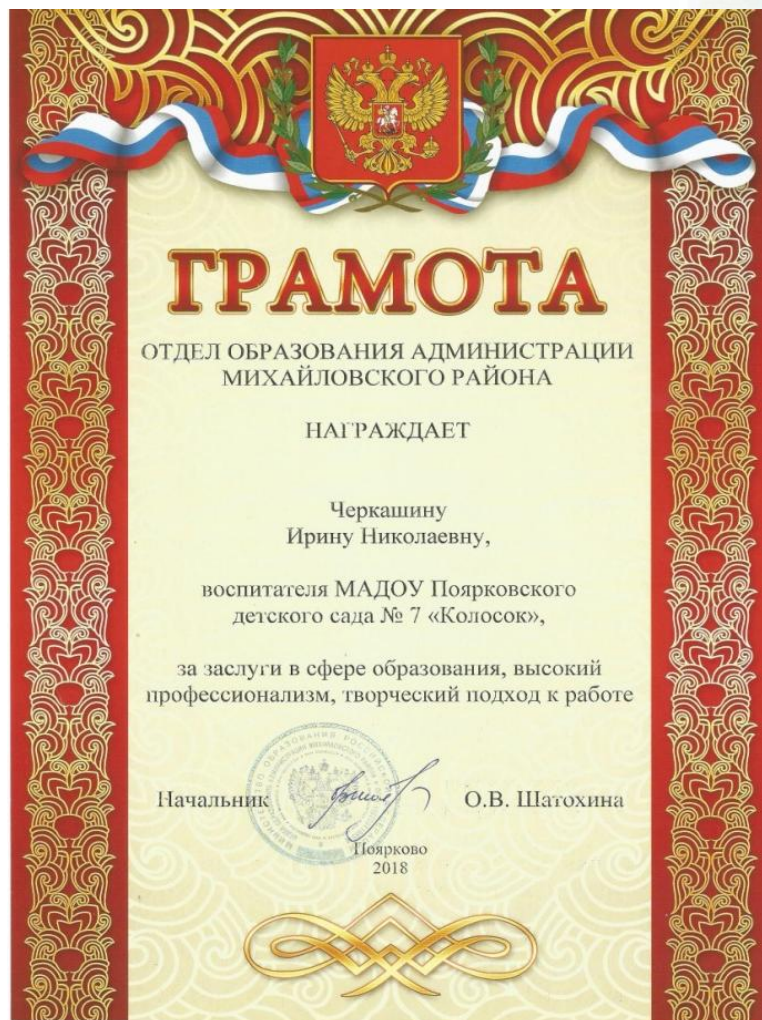 ГРАМОТА
ОТДЕЛ ОБРАЗОВАНИЯ АДМИНИСТРАЦИИ
МИХАЙЛОВСКОГО РАЙОНА
НАГРАЖДАЕТ
Черкашину
Ирину Николаевну,
воспитателя МАДОУ Поярковского
детского сада № 7 «Колосок»,
за заслуги в сфере образования, высокий
профессионализм, творческий подход к работе
Начальник О.В. Шатохина
Поярково
2018